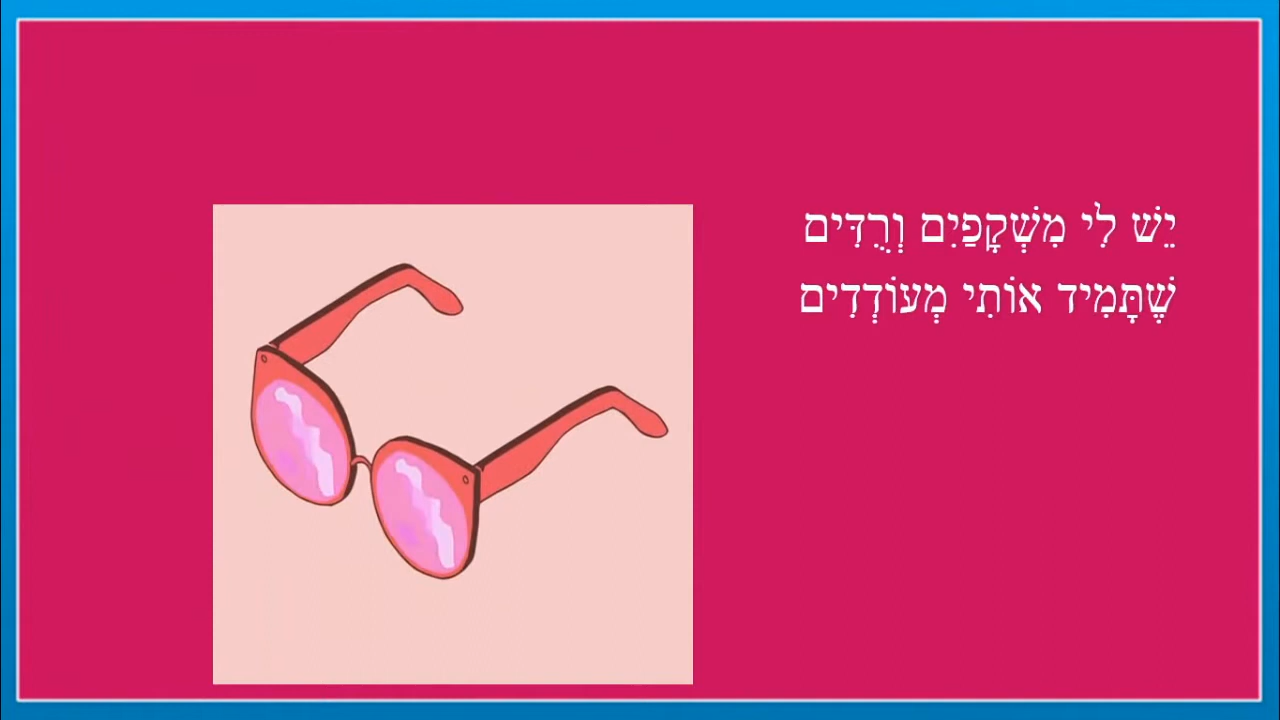 יֵשׁ לִי מִשְׁקָפַיִם וְרֻדִּים
שֶׁתָּמִיד אוֹתִי מְעוֹדְדִים